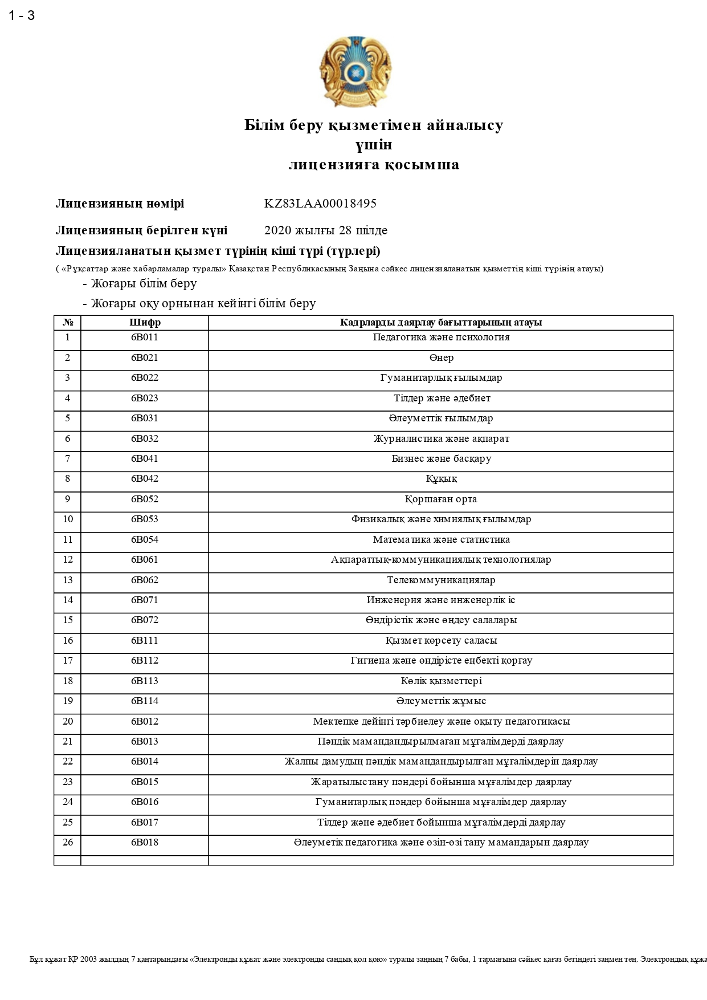 1 - 3
Білім беру қызметімен айналысу
үшін
лицензияға қосымша
Лицензияның нөмірі KZ83LAA00018495
Лицензияның берілген күні 2020 жылғы 28 шілде
Лицензияланатын қызмет түрінің кіші түрі (түрлері)
( «Рұқсаттар және хабарламалар туралы» Қазақстан Республикасының Заңына сәйкес лицензияланатын қызметтің кіші түрінің атауы)
- Жоғары білім беру
- Жоғары оқу орнынан кейінгі білім беру
№ Шифр Кадрларды даярлау бағыттарының атауы
1 6B011 Педагогика және психология
2 6B021 Өнер
3 6B022 Гуманитарлық ғылымдар
4 6B023 Тілдер және әдебиет
5 6B031 Әлеуметтік ғылымдар
6 6B032 Журналистика және ақпарат
7 6B041 Бизнес және басқару
8 6B042 Құқық
9 6B052 Қоршаған орта
10 6B053 Физикалық және химиялық ғылымдар
11 6B054 Математика және статистика
12 6B061 Ақпараттық-коммуникациялық технологиялар
13 6B062 Телекоммуникациялар
14 6B071 Инженерия және инженерлік іс
15 6B072 Өндірістік және өңдеу салалары
16 6B111 Қызмет көрсету саласы
17 6B112 Гигиена және өндірісте еңбекті қорғау
18 6B113 Көлік қызметтері
19 6B114 Әлеуметтік жұмыс
20 6B012 Мектепке дейінгі тәрбиелеу және оқыту педагогикасы
21 6B013 Пәндік мамандандырылмаған мұғалімдерді даярлау
22 6B014 Жалпы дамудың пәндік мамандандырылған мұғалімдерін даярлау
23 6B015 Жаратылыстану пәндері бойынша мұғалімдер даярлау
24 6B016 Гуманитарлық пәндер бойынша мұғалімдер даярлау
25 6B017 Тілдер және әдебиет бойынша мұғалімдерді даярлау
26 6B018 Әлеуметік педагогика және өзін-өзі тану мамандарын даярлау
Бұл құжат ҚР 2003 жылдың 7 қаңтарындағы «Электронды құжат және электронды сандық қол қою» туралы заңның 7 бабы, 1 тармағына сәйкес қағаз бетіндегі заңмен тең. Электрондық құжа